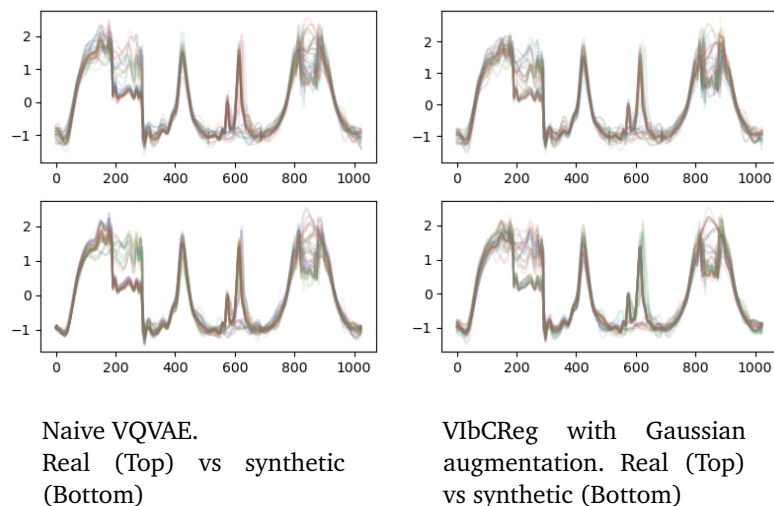 2
1
0
−1
0 200 400 600 800 1000
2
1
0
−1
0 200 400 600 800 1000
2
1
0
−1
0 200 400 600 800 1000
2
1
0
−1
0 200 400 600 800 1000
Naive VQVAE.
Real (Top) vs synthetic
(Bottom)
VIbCReg with Gaussian
augmentation. Real (Top)
vs synthetic (Bottom)